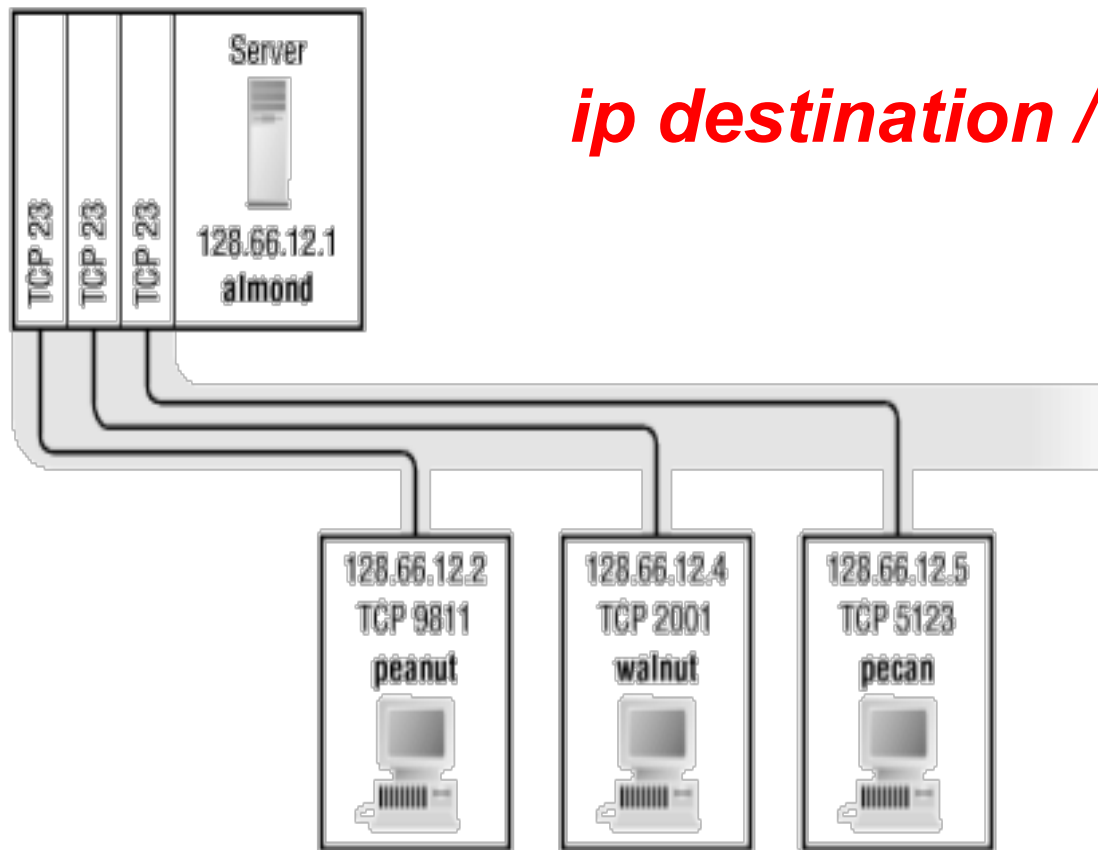 Server
ip destination /
TCP 23
TCP 23
TCP 23
128.66.12.1
almond
128.66.12.2
TCP 9811
peanut
128.66.12.4
TCP 2001
walnut
128.66.12.5
TCP 5123
pecan